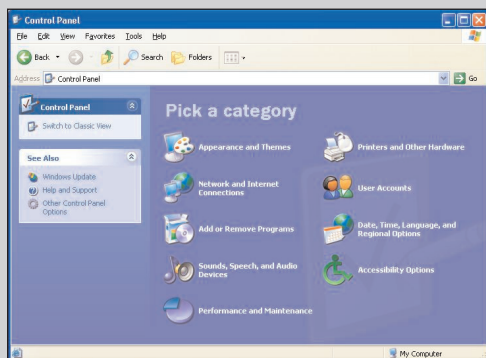 Control Panel
File Edit View Favorites Tools Help
Back Search Folders
Address Control Panel Go
Control Panel
Switch to Classic View
See Also
Windows Update
Help and Support
Other Control Panel
Options
Pick a category
Appearance and Themes
Printers and Other Hardware
Network and Internet
Connections
User Accounts
Add or Remove Programs
Date, Time, Language, and
Regional Options
Sounds, Speech, and Audio
Devices
Accessibility Options
Performance and Maintenance
My Computer